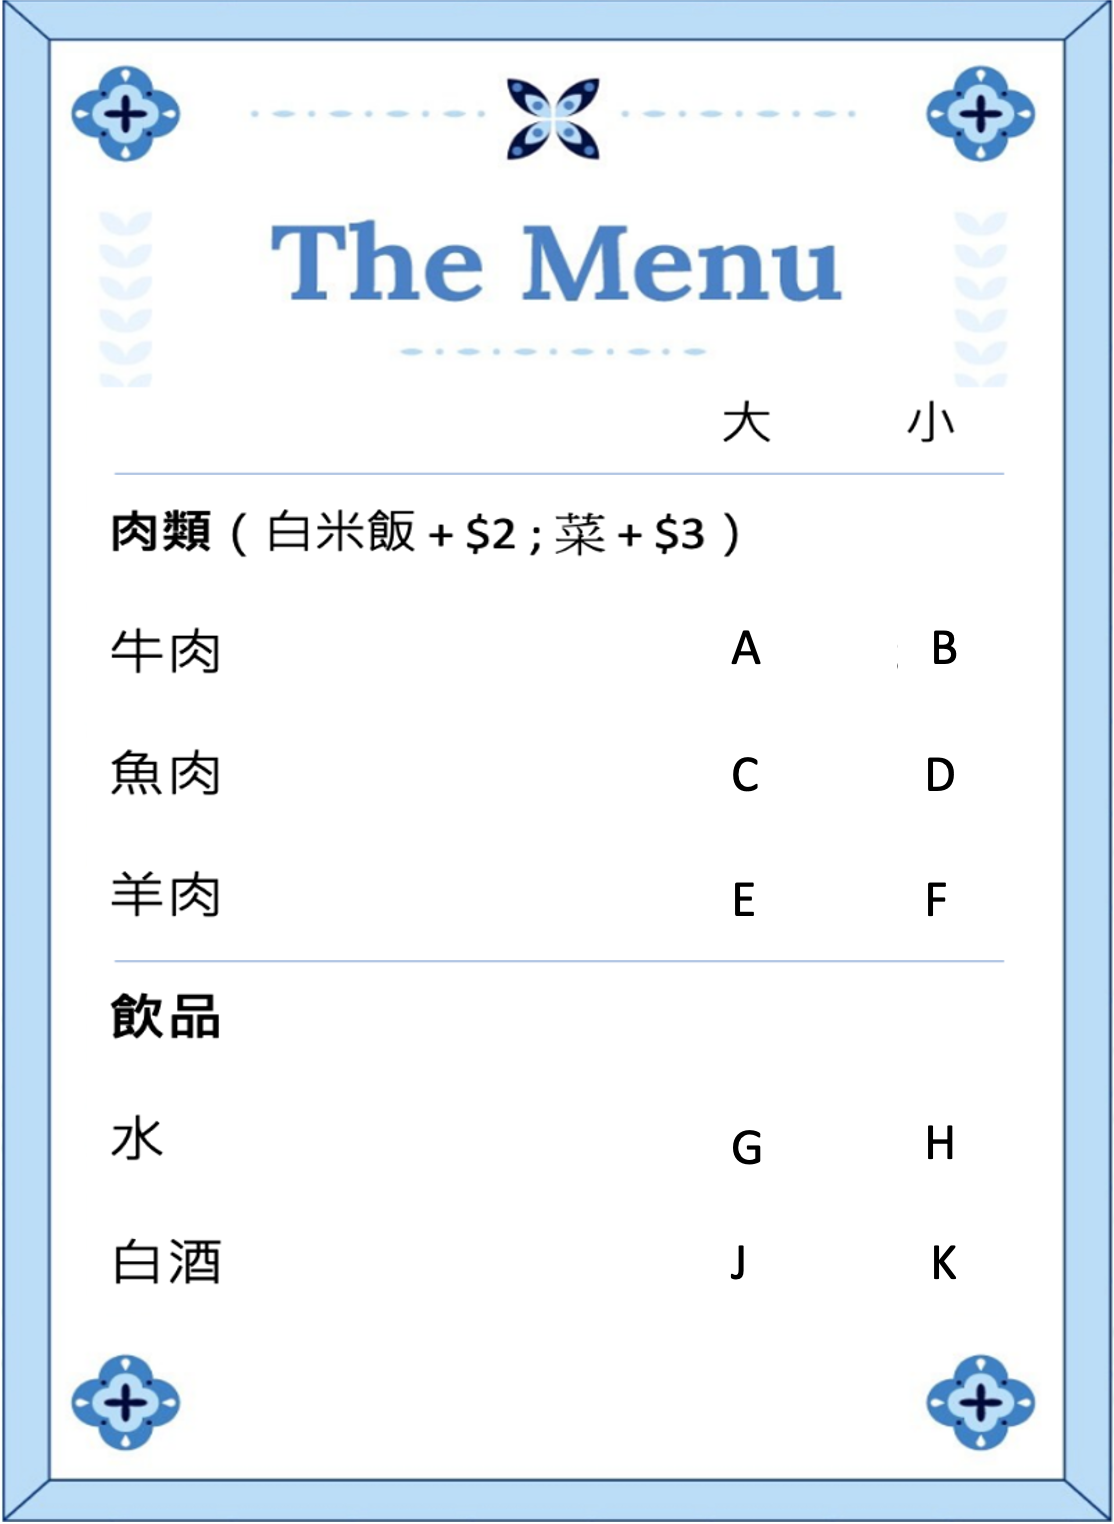 The Menu
大 小
肉類（白米飯 + $2 ; 菜 + $3 ）
牛肉 A B
魚肉 C D
羊肉 E F
飲品
水 G H
白酒 J K